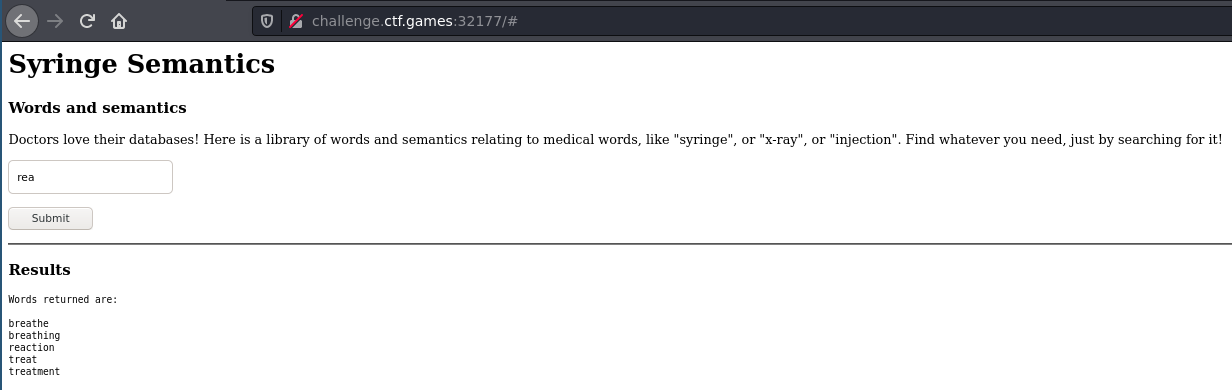 challenge.ctf.games:32177/#
Syringe Semantics
Words and semantics
Doctors love their databases! Here is a library of words and semantics relating to medical words, like "syringe", or "x-ray", or "injection". Find whatever you need, just by searching for it!
rea
Submit
Results
Words returned are:
breathe
breathing
reaction
treat
treatment